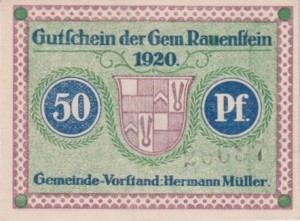 Gutschein der Gem. Rauenstein
1920.
50 Pf.
Gemeinde-Vorstand: Hermann Müller.